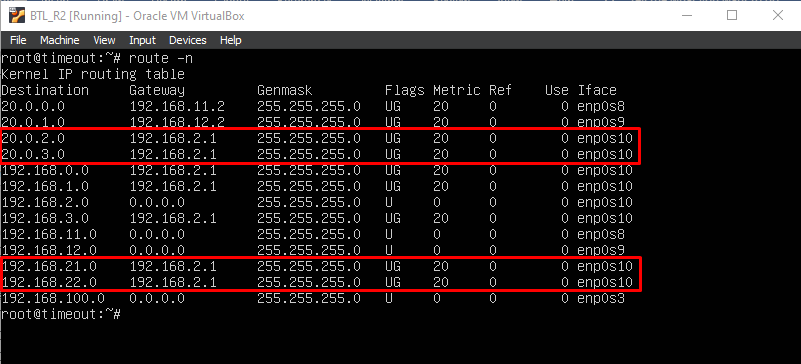 BTL_R2 [Running] - Oracle VM VirtualBox
File Machine View Input Devices Help
root@timeout:~# route -n
Kernel IP routing table
Destination Gateway Genmask Flags Metric Ref Use Iface
20.0.0.0 192.168.11.2 255.255.255.0 UG 20 0 0 enp0s8
20.0.1.0 192.168.12.2 255.255.255.0 UG 20 0 0 enp0s9
20.0.2.0 192.168.2.1 255.255.255.0 UG 20 0 0 enp0s10
20.0.3.0 192.168.2.1 255.255.255.0 UG 20 0 0 enp0s10
192.168.0.0 192.168.2.1 255.255.255.0 UG 20 0 0 enp0s10
192.168.1.0 192.168.2.1 255.255.255.0 UG 20 0 0 enp0s10
192.168.2.0 0.0.0.0 255.255.255.0 U 0 0 0 enp0s10
192.168.3.0 192.168.2.1 255.255.255.0 UG 20 0 0 enp0s10
192.168.11.0 0.0.0.0 255.255.255.0 U 0 0 0 enp0s8
192.168.12.0 0.0.0.0 255.255.255.0 U 0 0 0 enp0s9
192.168.21.0 192.168.2.1 255.255.255.0 UG 20 0 0 enp0s10
192.168.22.0 192.168.2.1 255.255.255.0 UG 20 0 0 enp0s10
192.168.100.0 0.0.0.0 255.255.255.0 U 0 0 0 enp0s3
root@timeout:~#